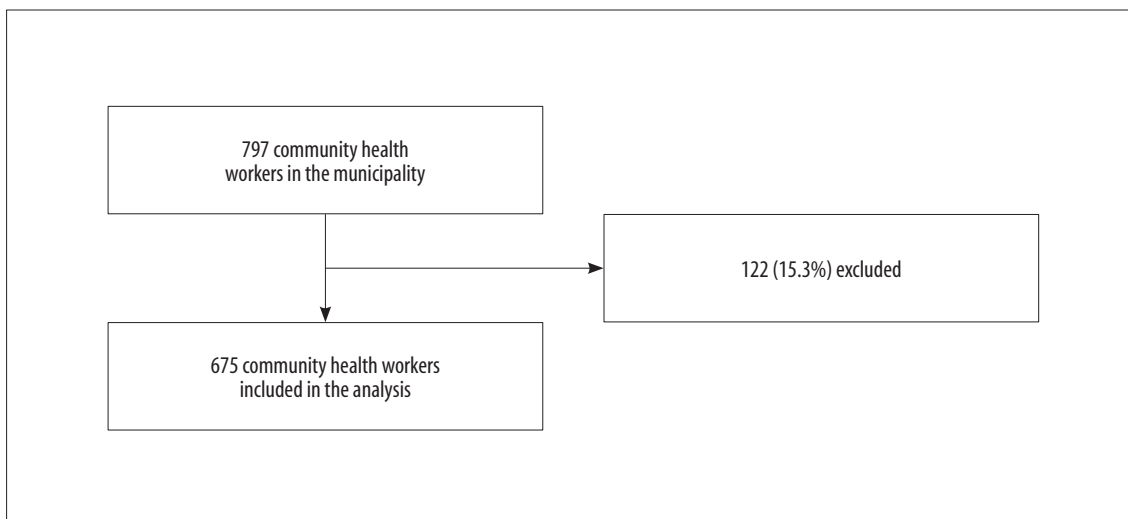 797 community health
workers in the municipality
122 (15.3%) excluded
675 community health workers
included in the analysis